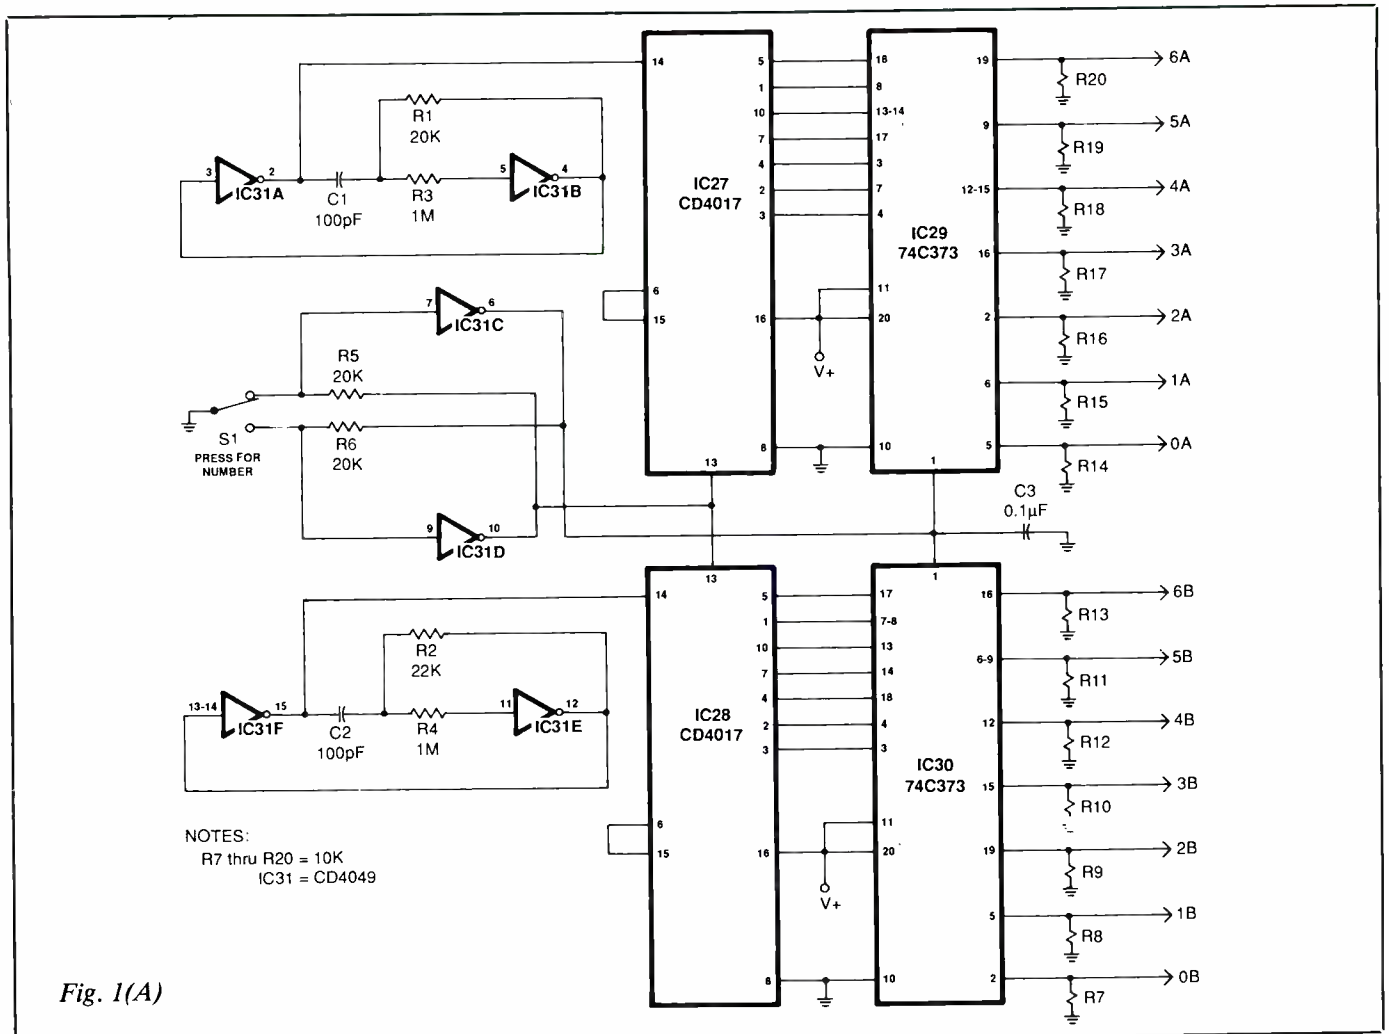 14
5
1
10
7
4
2
3
6
15
16
8
13
IC27
CD4017
18
8
13-14
17
3
7
4
11
20
10
1
IC29
74C373
19
9
12-15
16
2
6
5
6A
R20
5A
R19
4A
R18
3A
R17
2A
R16
1A
R15
0A
R14
R1
20K
3
2
IC31A
C1
100pF
R3
1M
5
4
IC31B
V+
7
6
IC31C
R5
20K
R6
20K
S1
PRESS FOR
NUMBER
9
10
IC31D
C3
0.1µF
13
14
5
1
10
7
4
2
3
6
15
16
8
IC28
CD4017
1
17
7-8
13
14
18
4
3
11
20
10
IC30
74C373
16
6-9
12
15
19
5
2
6B
R13
5B
R11
4B
R12
3B
R10
2B
R9
1B
R8
0B
R7
R2
22K
13-14
15
IC31F
C2
100pF
R4
1M
11
12
IC31E
V+
NOTES:
R7 thru R20 = 10K
IC31 = CD4049
Fig. 1(A)